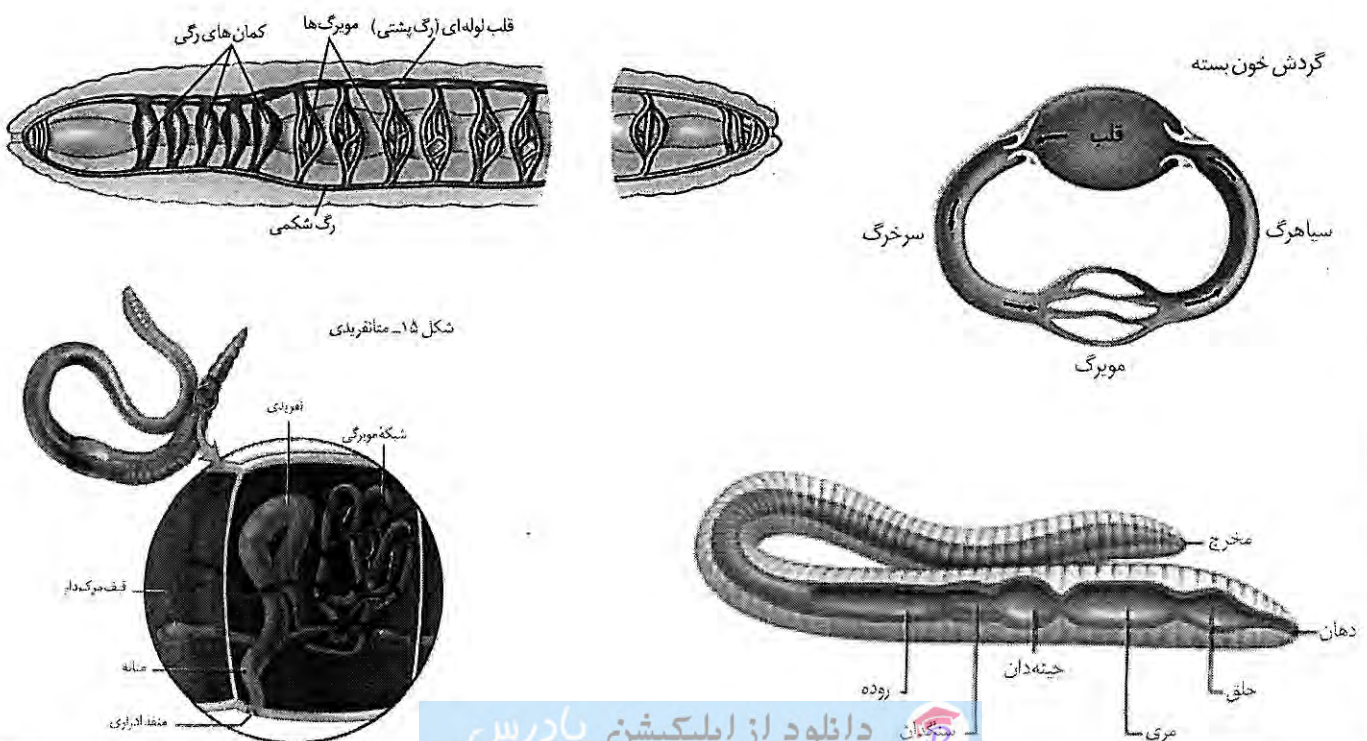 کمان‌های رگی
مویرگ‌ها
قلب لوله‌ای (رگ پشتی)
رگ شکمی
گردش خون بسته
قلب
سرخرگ
سیاهرگ
مویرگ
شکل ۱۵ـ متانفریدی
نفریدی
شبکهٔ مویرگی
قیف مژک‌دار
مثانه
منفذ ادراری
مخرج
دهان
حلق
مری
چینه‌دان
سنگدان
روده
دانلود از اپلیکیشن پادرس